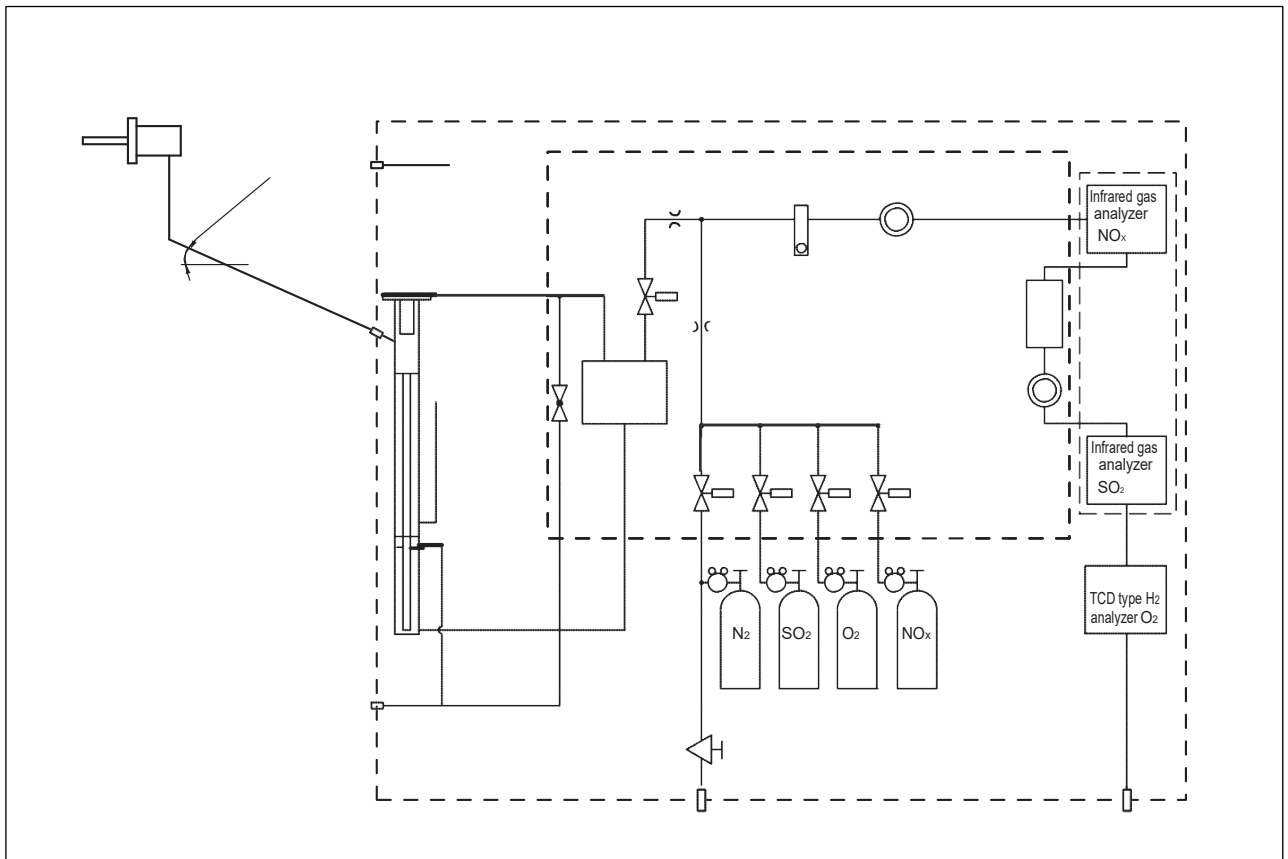 Infrared gas
analyzer
NOx
Infrared gas
analyzer
SO2
TCD type H2
analyzer O2
N2
SO2
O2
NOx